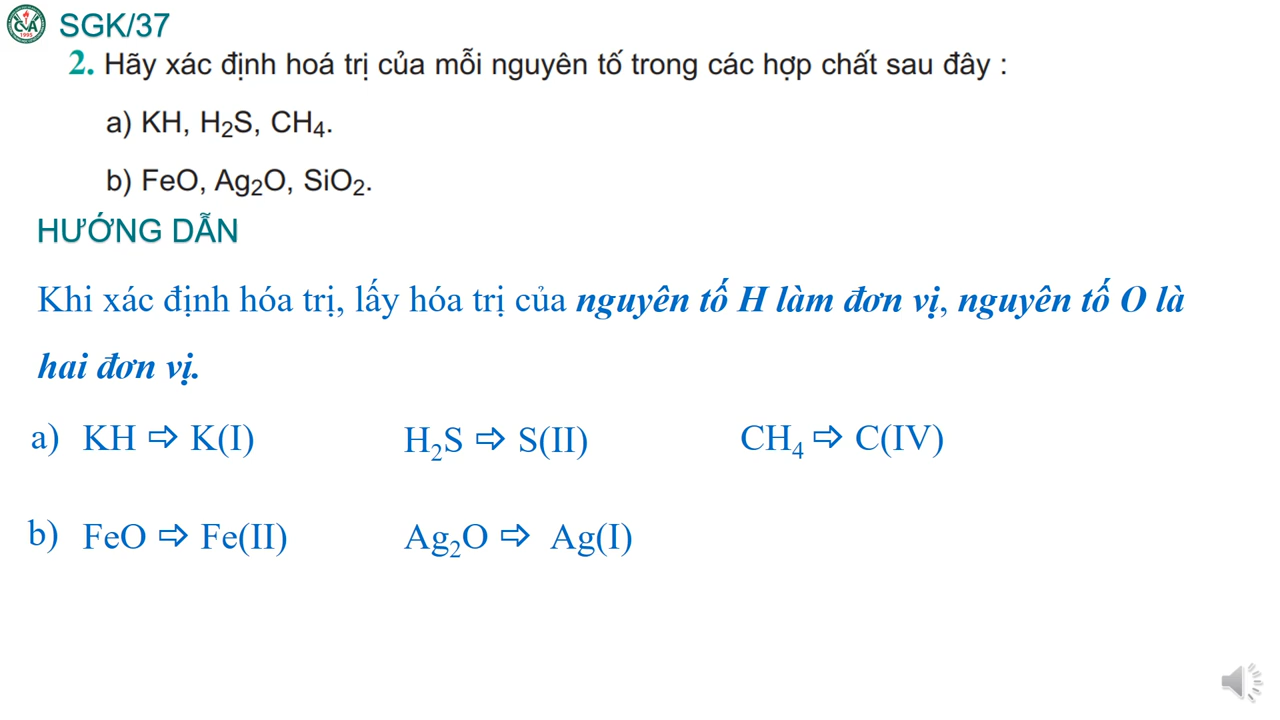 CVA
1995
SGK/37
2. Hãy xác định hoá trị của mỗi nguyên tố trong các hợp chất sau đây :
a) KH, H₂S, CH₄.
b) FeO, Ag₂O, SiO₂.
HƯỚNG DẪN
Khi xác định hóa trị, lấy hóa trị của nguyên tố H làm đơn vị, nguyên tố O là
hai đơn vị.
a) KH ⇨ K(I) H₂S ⇨ S(II) CH₄ ⇨ C(IV)
b) FeO ⇨ Fe(II) Ag₂O ⇨ Ag(I)